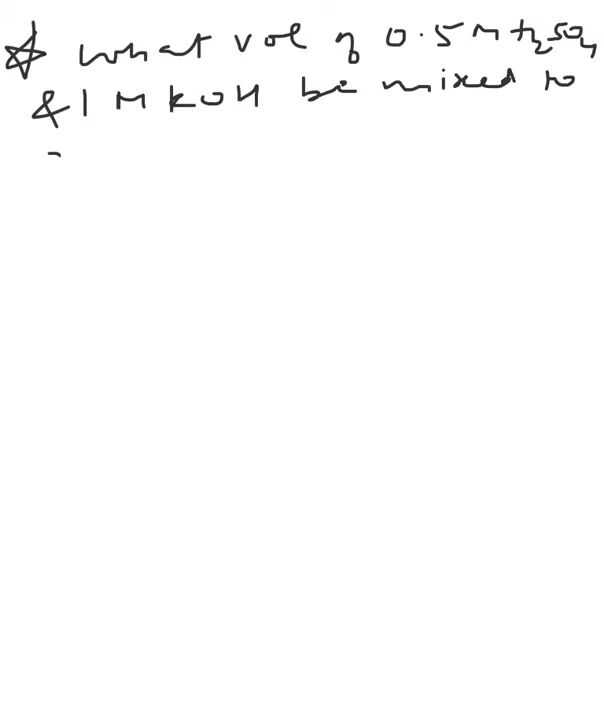 ☆ what vol of 0.5 M H₂SO₄
& 1 M KOH be mixed to